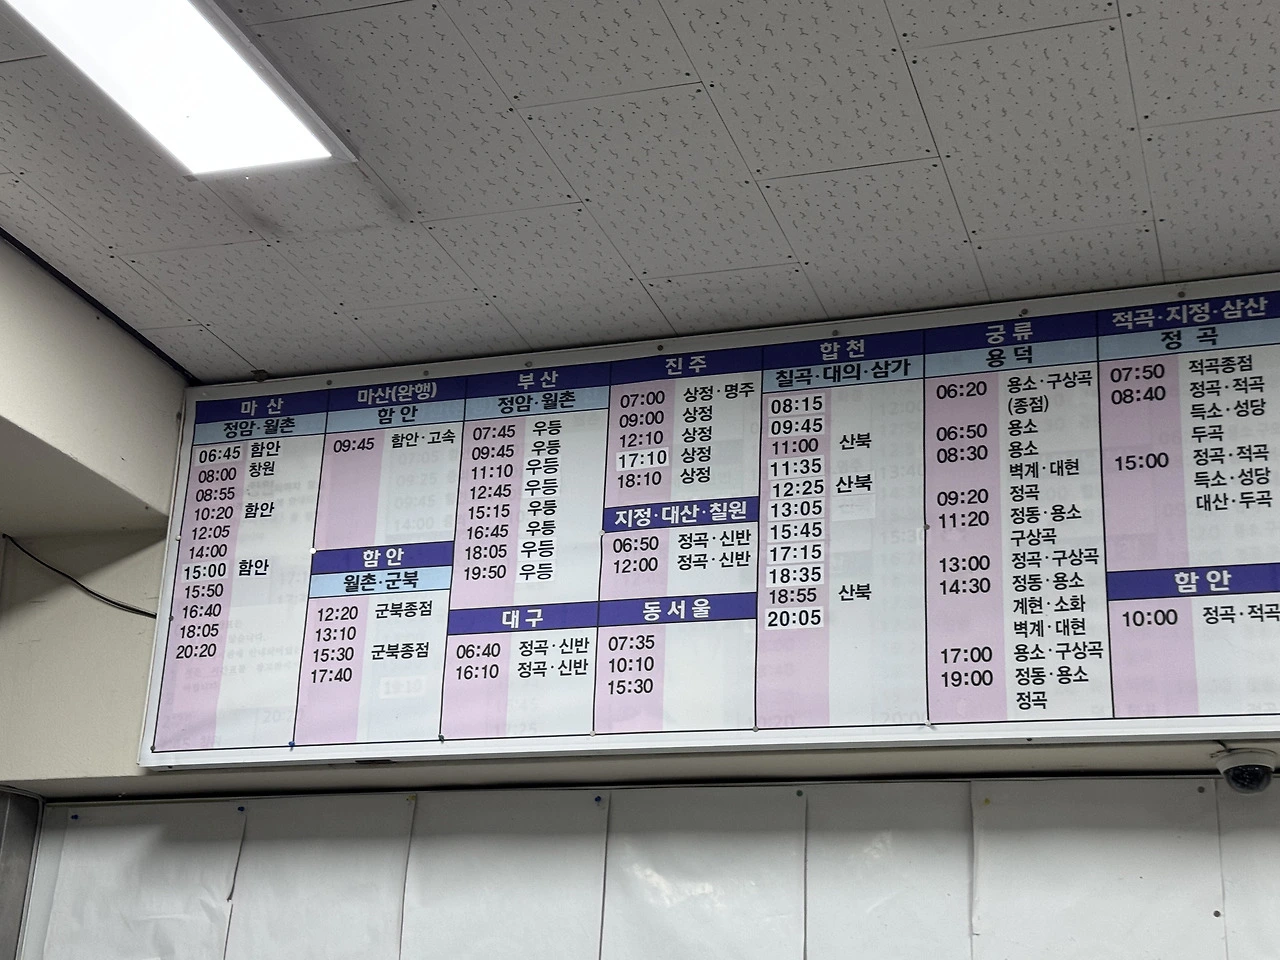 마산
정암·월촌
06:45 함안
08:00 창원
08:55
10:20 함안
12:05
14:00
15:00 함안
15:50
16:40
18:05
20:20
마산(완행)
함안
09:45 함안·고속
함안
월촌·군북
12:20 군북종점
13:10
15:30 군북종점
17:40
부산
정암·월촌
07:45 우등
09:45 우등
11:10 우등
12:45 우등
15:15 우등
16:45 우등
18:05 우등
19:50 우등
대구
06:40 정곡·신반
16:10 정곡·신반
진주
07:00 상정·명주
09:00 상정
12:10 상정
17:10 상정
18:10 상정
지정·대산·칠원
06:50 정곡·신반
12:00 정곡·신반
동서울
07:35
10:10
15:30
합천
칠곡·대의·삼가
08:15
09:45
11:00 산북
11:35
12:25 산북
13:05
15:45
17:15
18:35
18:55 산북
20:05
궁류
용덕
06:20 용소·구상곡
(종점)
06:50 용소
08:30 용소
벽계·대현
09:20 정곡
11:20 정동·용소
구상곡
13:00 정곡·구상곡
14:30 정동·용소
계현·소화
벽계·대현
17:00 용소·구상곡
19:00 정동·용소
정곡
적곡·지정·삼산
정곡
07:50 적곡종점
08:40 정곡·적곡
득소·성당
두곡
15:00 정곡·적곡
득소·성당
대산·두곡
함안
10:00 정곡·적곡